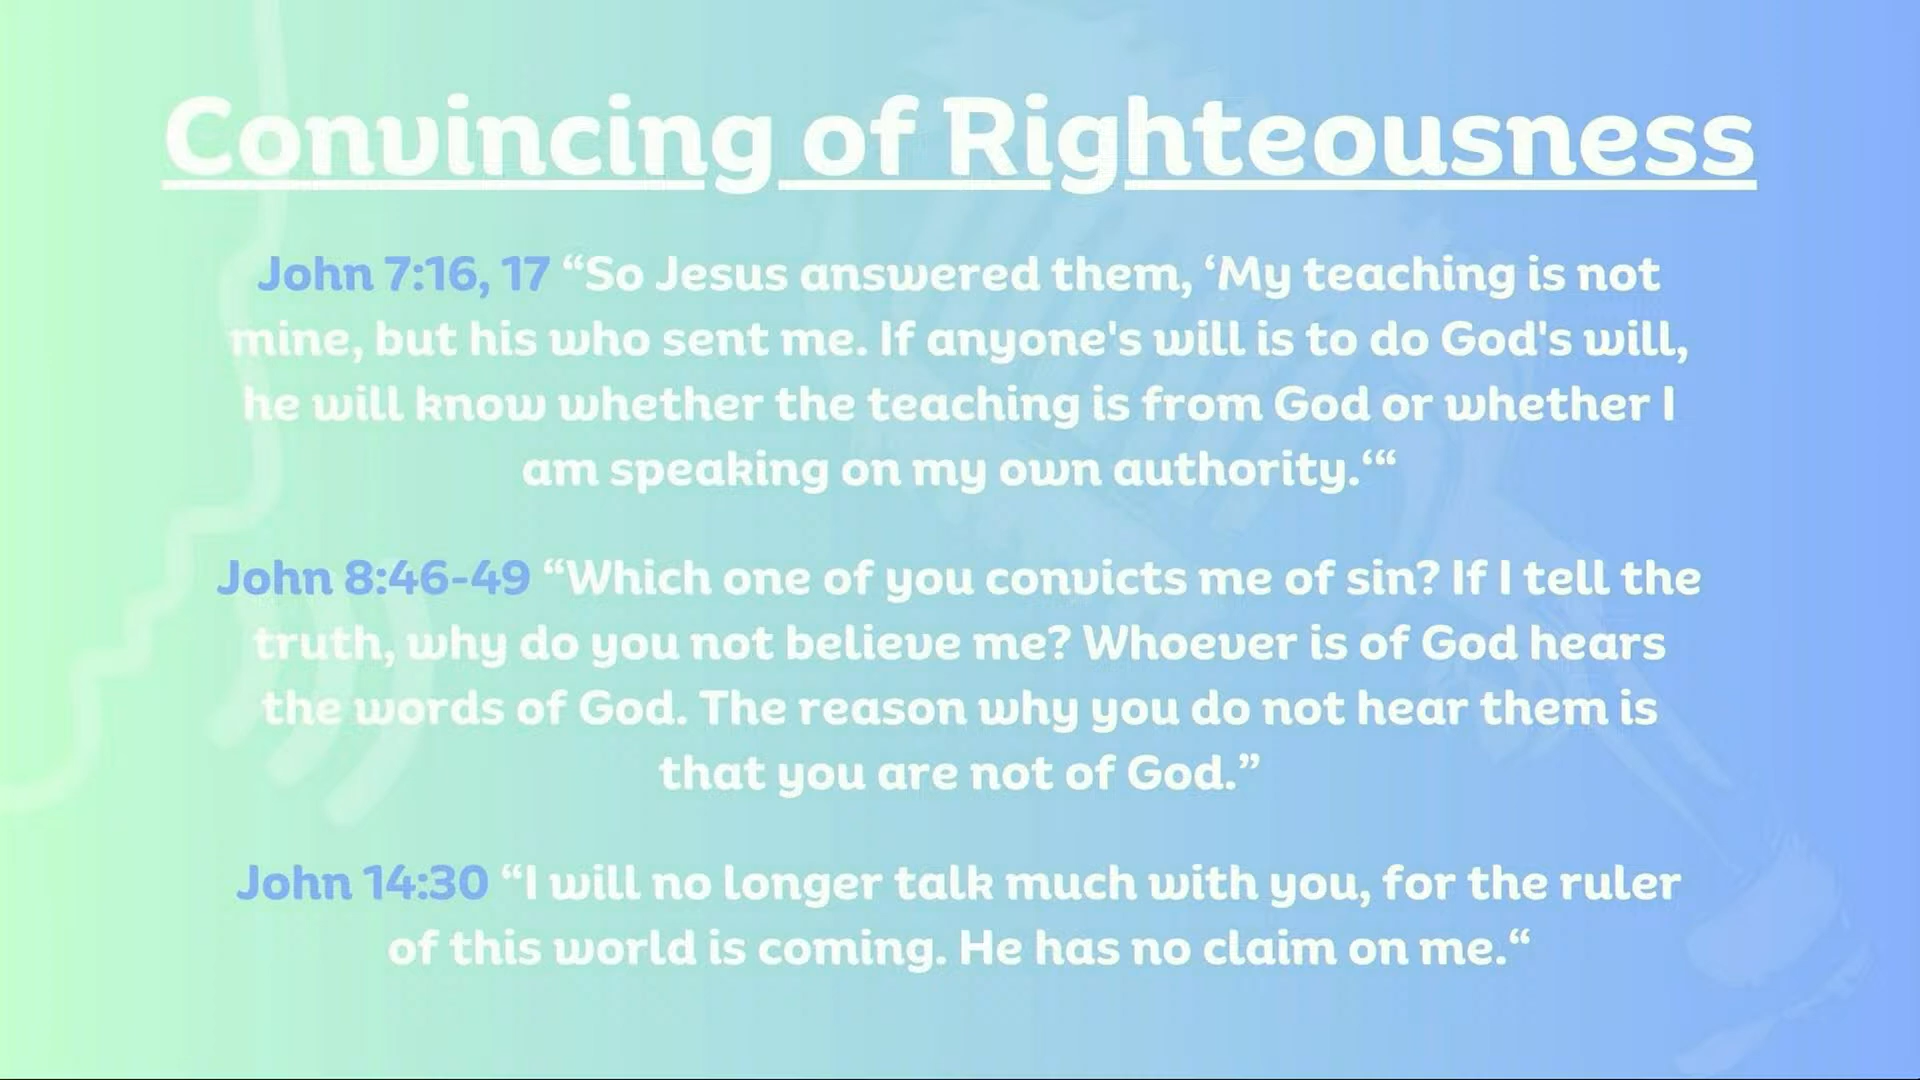 Convincing of Righteousness
John 7:16, 17 “So Jesus answered them, ‘My teaching is not
mine, but his who sent me. If anyone's will is to do God's will,
he will know whether the teaching is from God or whether I
am speaking on my own authority.‘“
John 8:46-49 “Which one of you convicts me of sin? If I tell the
truth, why do you not believe me? Whoever is of God hears
the words of God. The reason why you do not hear them is
that you are not of God.”
John 14:30 “I will no longer talk much with you, for the ruler
of this world is coming. He has no claim on me.“